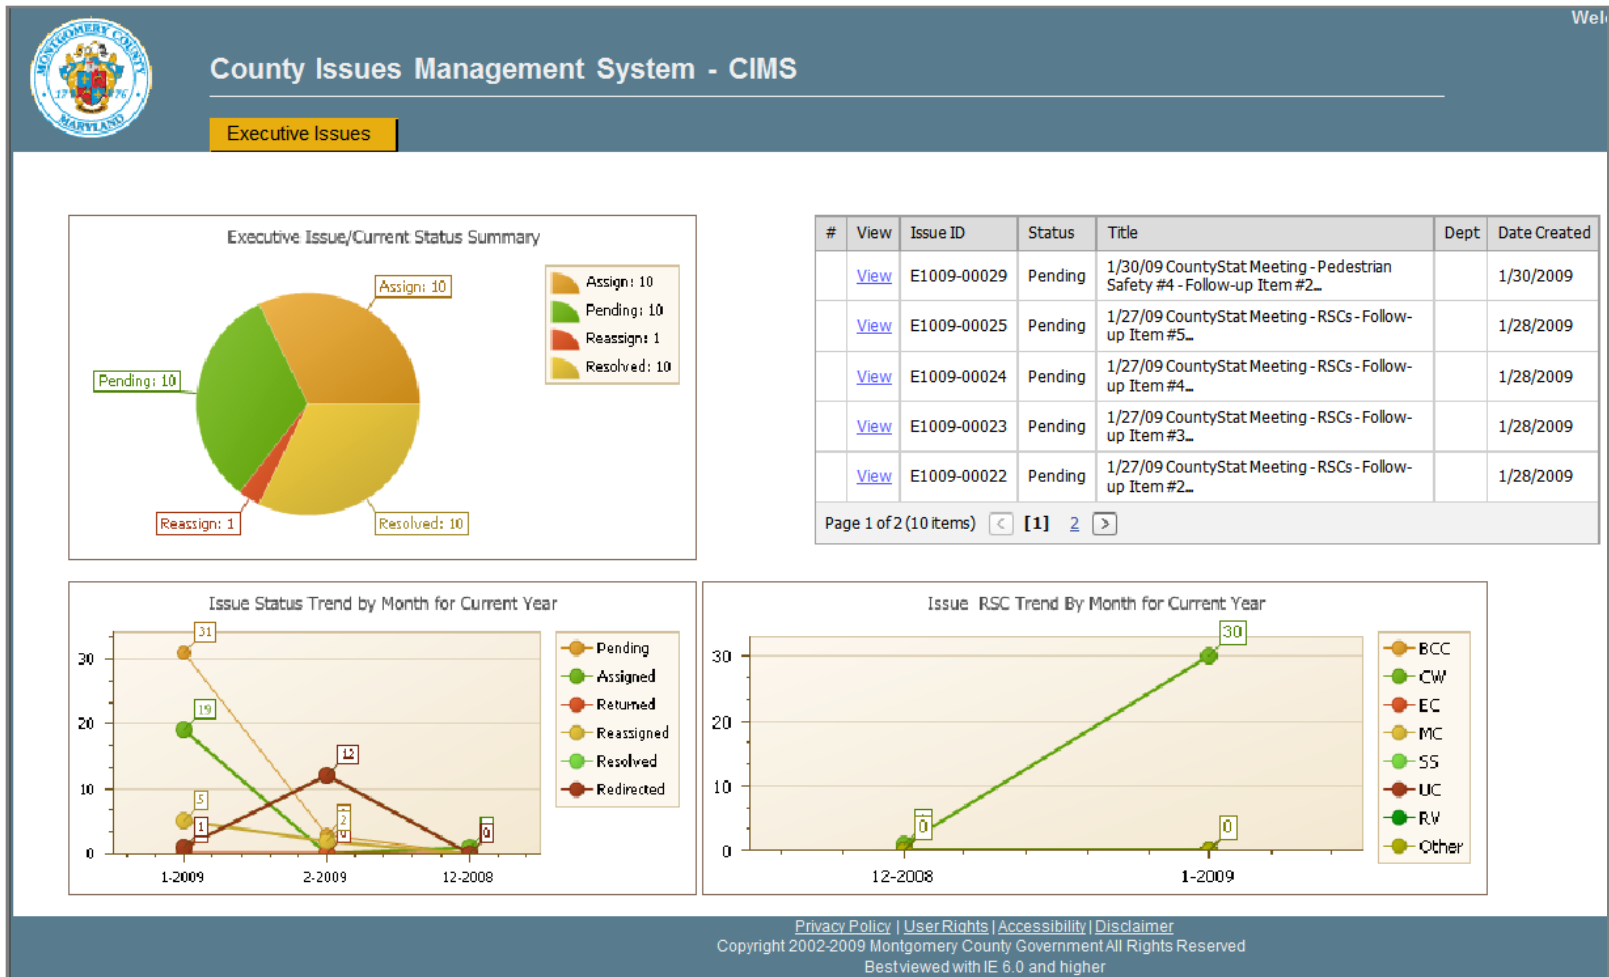 Wel
MONTGOMERY COUNTY
17 76
MARYLAND
County Issues Management System - CIMS
Executive Issues
Executive Issue/Current Status Summary
Assign: 10
Pending: 10
Reassign: 1
Resolved: 10
Assign: 10
Pending: 10
Reassign: 1
Resolved: 10
# View Issue ID Status Title Dept Date Created
View E1009-00029 Pending 1/30/09 CountyStat Meeting - Pedestrian 1/30/2009
Safety #4 - Follow-up Item #2...
View E1009-00025 Pending 1/27/09 CountyStat Meeting - RSCs - Follow- 1/28/2009
up Item #5...
View E1009-00024 Pending 1/27/09 CountyStat Meeting - RSCs - Follow- 1/28/2009
up Item #4...
View E1009-00023 Pending 1/27/09 CountyStat Meeting - RSCs - Follow- 1/28/2009
up Item #3...
View E1009-00022 Pending 1/27/09 CountyStat Meeting - RSCs - Follow- 1/28/2009
up Item #2...
Page 1 of 2 (10 items) < [1] 2 >
Issue Status Trend by Month for Current Year
30
20
10
0
31
19
5
1
12
2
0
1-2009 2-2009 12-2008
Pending
Assigned
Returned
Reassigned
Resolved
Redirected
Issue RSC Trend By Month for Current Year
30
20
10
0
30
0
0
12-2008 1-2009
BCC
CW
EC
MC
SS
UC
RV
Other
Privacy Policy | User Rights | Accessibility | Disclaimer
Copyright 2002-2009 Montgomery County Government All Rights Reserved
Best viewed with IE 6.0 and higher